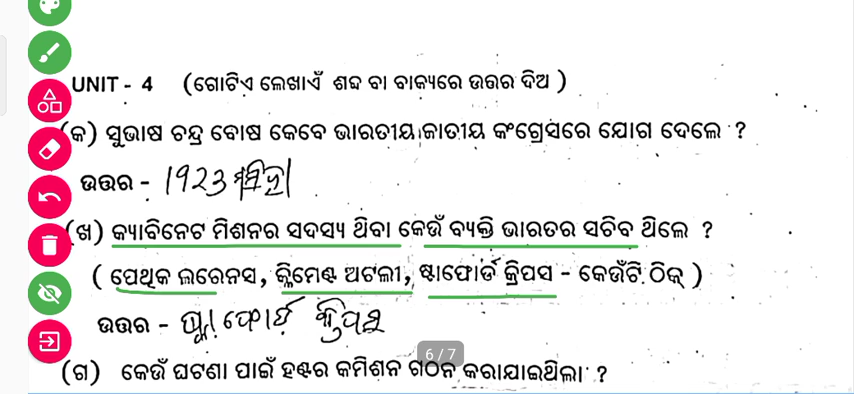 UNIT - 4 (ଗୋଟିଏ ଲେଖାଏଁ ଶବ୍ଦ ବା ବାକ୍ୟରେ ଉତ୍ତର ଦିଅ )
(କ) ସୁଭାଷ ଚନ୍ଦ୍ର ବୋଷ କେବେ ଭାରତୀୟ ଜାତୀୟ କଂଗ୍ରେସରେ ଯୋଗ ଦେଲେ ?
ଉତ୍ତର - 1923 ମସିହା
(ଖ) କ୍ୟାବିନେଟ ମିଶନର ସଦସ୍ୟ ଥିବା କେଉଁ ବ୍ୟକ୍ତି ଭାରତର ସଚିବ ଥିଲେ ?
( ପେଥିକ ଲରେନସ, କ୍ଲିମେଣ୍ଟ ଅଟଲୀ, ଷ୍ଟାଫୋର୍ଡ କ୍ରିପସ - କେଉଁଟି ଠିକ୍ )
ଉତ୍ତର - ଷ୍ଟାଫୋର୍ଡ କ୍ରିପସ
6 / 7
(ଗ) କେଉଁ ଘଟଣା ପାଇଁ ହଣ୍ଟର କମିଶନ ଗଠନ କରାଯାଇଥିଲା ?